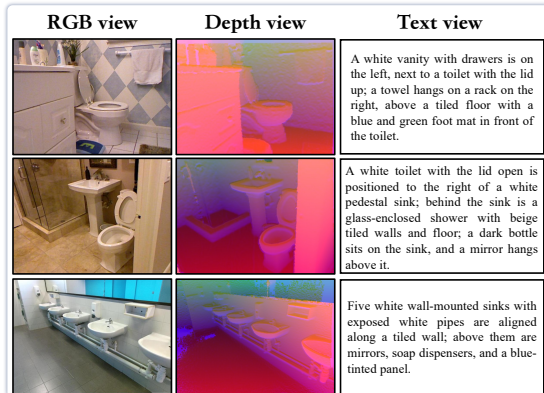 RGB view
Depth view
Text view
A white vanity with drawers is on
the left, next to a toilet with the lid
up; a towel hangs on a rack on the
right, above a tiled floor with a
blue and green foot mat in front of
the toilet.
A white toilet with the lid open is
positioned to the right of a white
pedestal sink; behind the sink is a
glass-enclosed shower with beige
tiled walls and floor; a dark bottle
sits on the sink, and a mirror hangs
above it.
Five white wall-mounted sinks with
exposed white pipes are aligned
along a tiled wall; above them are
mirrors, soap dispensers, and a blue-
tinted panel.